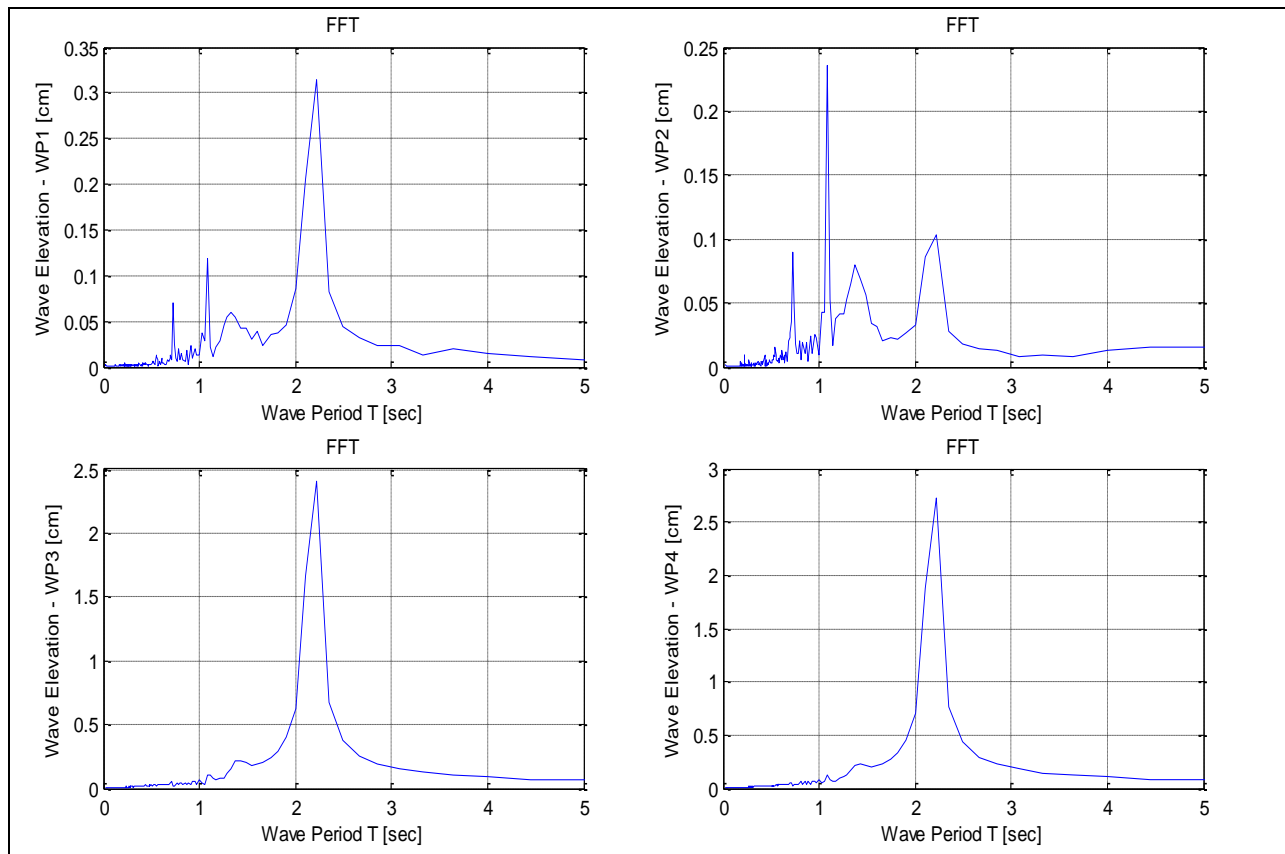 FFT
Wave Elevation - WP1 [cm]
0.35
0.3
0.25
0.2
0.15
0.1
0.05
0
0 1 2 3 4 5
Wave Period T [sec]
FFT
Wave Elevation - WP2 [cm]
0.25
0.2
0.15
0.1
0.05
0
0 1 2 3 4 5
Wave Period T [sec]
FFT
Wave Elevation - WP3 [cm]
2.5
2
1.5
1
0.5
0
0 1 2 3 4 5
Wave Period T [sec]
FFT
Wave Elevation - WP4 [cm]
3
2.5
2
1.5
1
0.5
0
0 1 2 3 4 5
Wave Period T [sec]